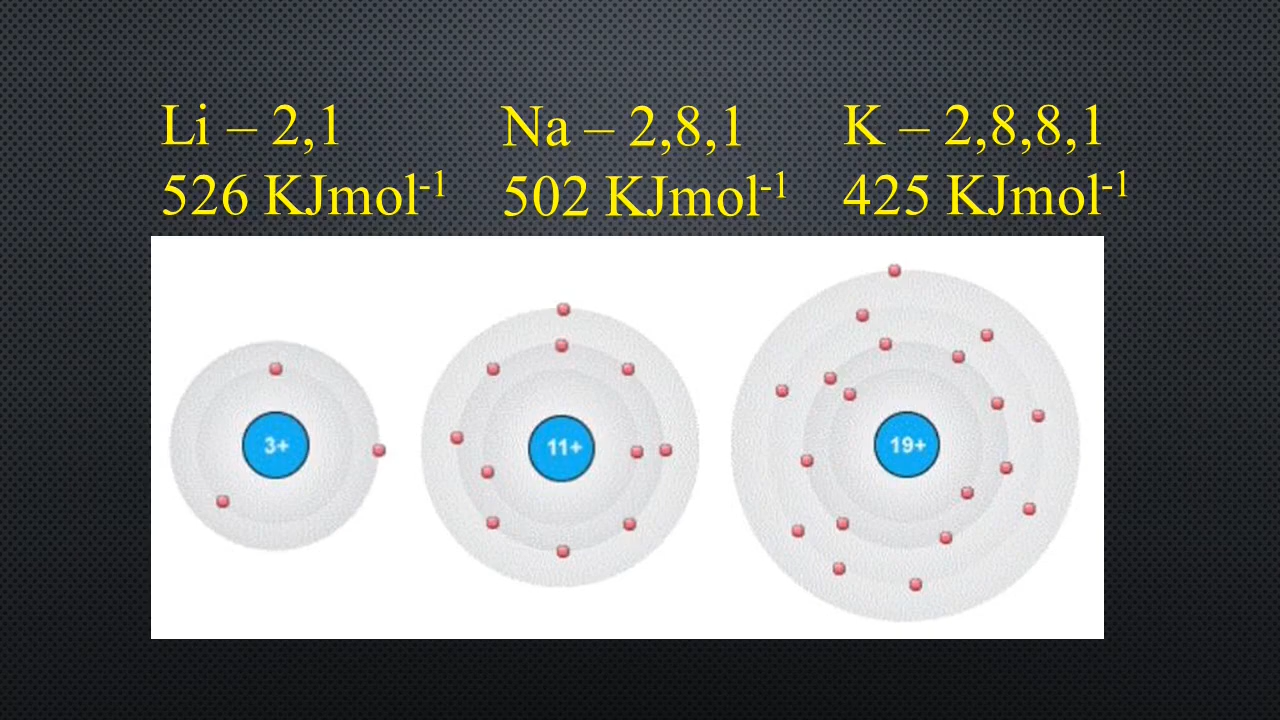 Li – 2,1
526 KJmol⁻¹
Na – 2,8,1
502 KJmol⁻¹
K – 2,8,8,1
425 KJmol⁻¹
3+
11+
19+